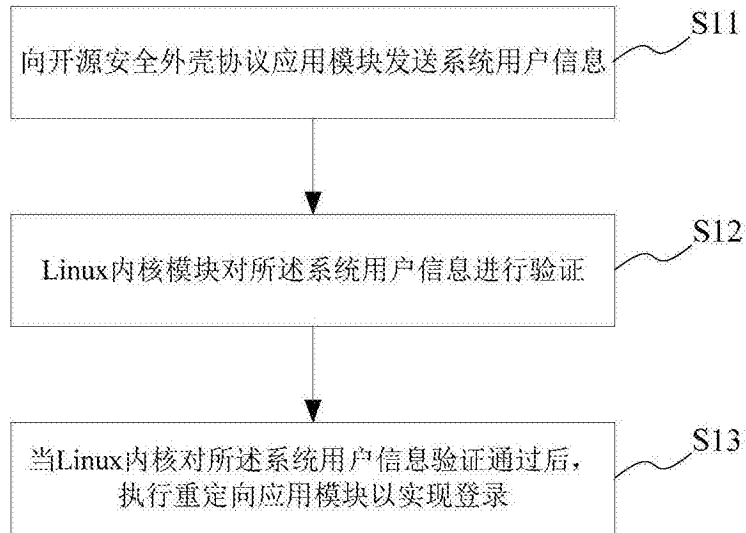 S11
向开源安全外壳协议应用模块发送系统用户信息
S12
Linux内核模块对所述系统用户信息进行验证
S13
当Linux内核对所述系统用户信息验证通过后，
执行重定向应用模块以实现登录